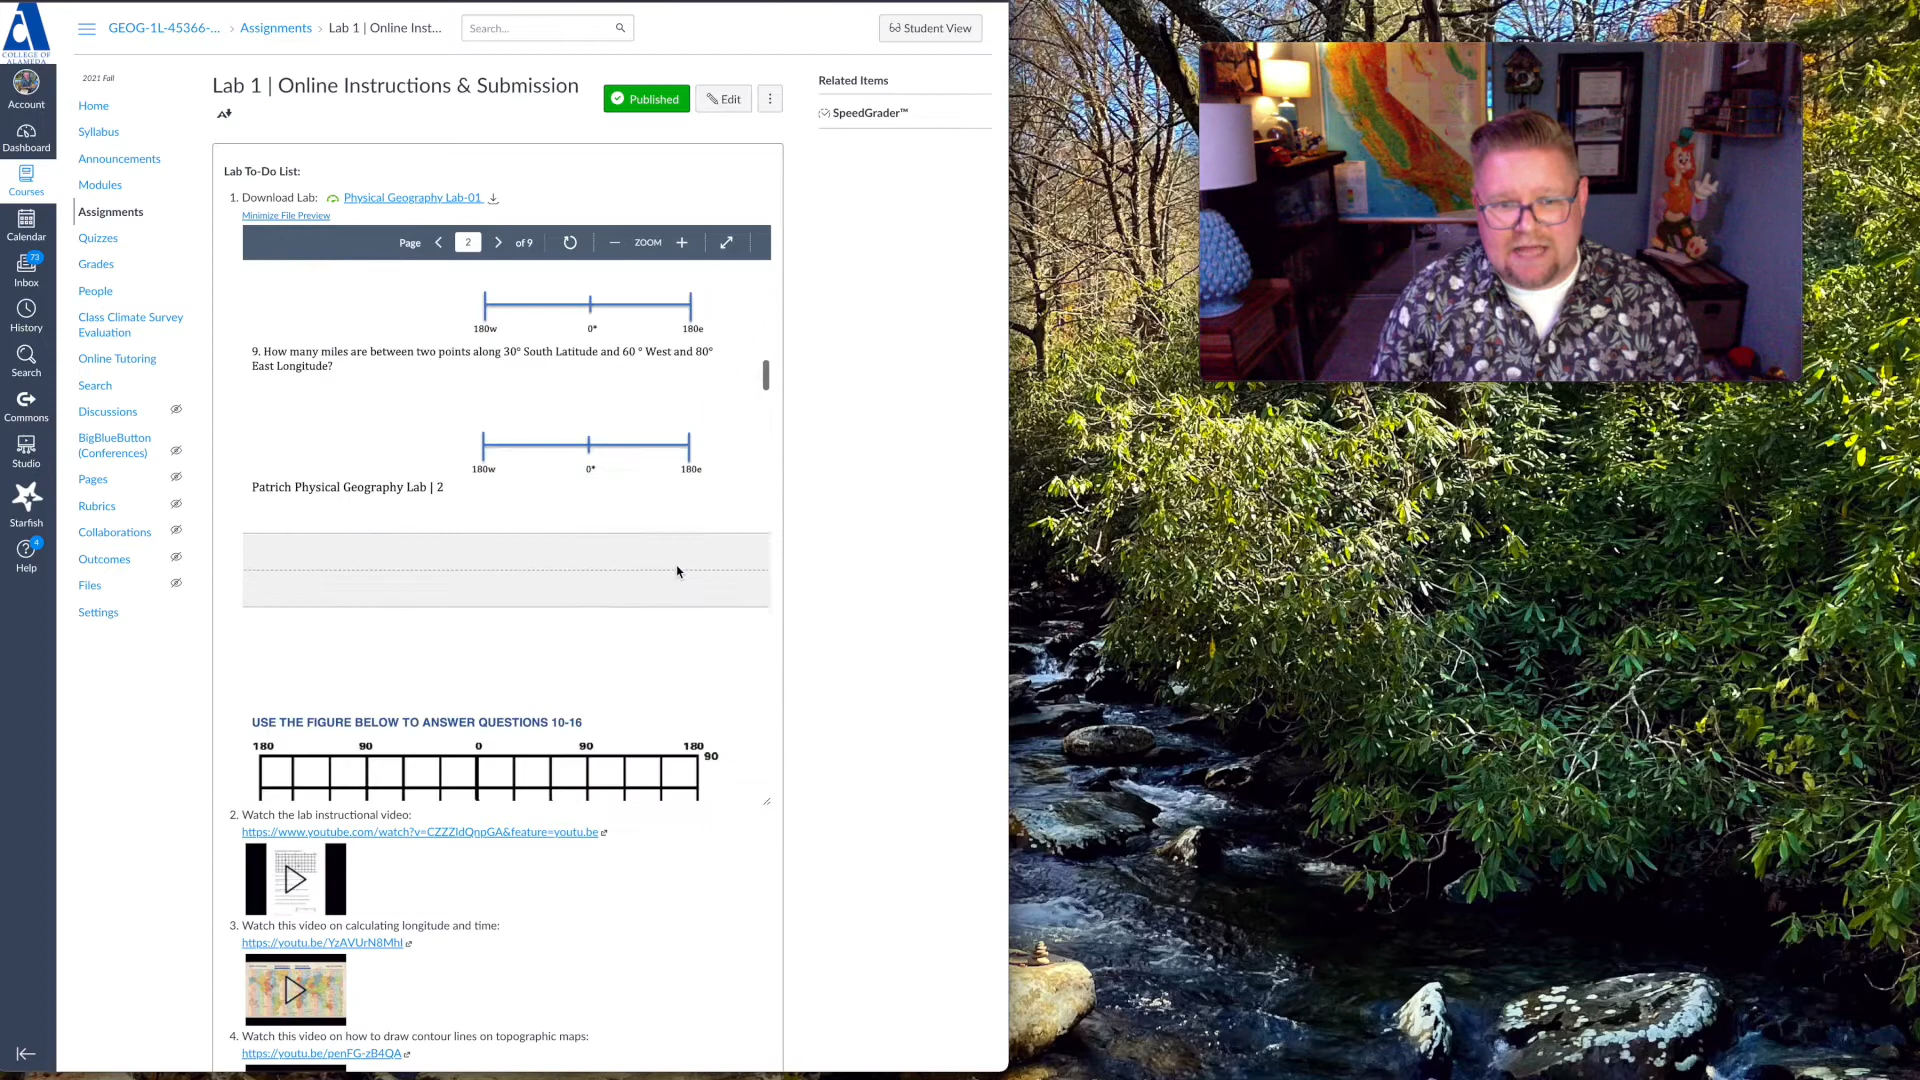 GEOG-1L-45366-... > Assignments > Lab 1 | Online Inst...
Search...
Student View
COLLEGE OF
ALAMEDA
Account
Dashboard
Courses
Calendar
73
Inbox
History
Search
Commons
Studio
Starfish
4
Help
2021 Fall
Home
Syllabus
Announcements
Modules
Assignments
Quizzes
Grades
People
Class Climate Survey
Evaluation
Online Tutoring
Search
Discussions
BigBlueButton
(Conferences)
Pages
Rubrics
Collaborations
Outcomes
Files
Settings
Lab 1 | Online Instructions & Submission
Published
Edit
Related Items
SpeedGrader™
Lab To-Do List:
1. Download Lab: Physical Geography Lab-01
Minimize File Preview
Page 2 of 9 ZOOM
180w 0° 180e
9. How many miles are between two points along 30° South Latitude and 60 ° West and 80°
East Longitude?
180w 0° 180e
Patrich Physical Geography Lab | 2
USE THE FIGURE BELOW TO ANSWER QUESTIONS 10-16
180 90 0 90 180
90
2. Watch the lab instructional video:
https://www.youtube.com/watch?v=CZZZIdQnpGA&feature=youtu.be
3. Watch this video on calculating longitude and time:
https://youtu.be/YzAVUrN8MhI
4. Watch this video on how to draw contour lines on topographic maps:
https://youtu.be/penFG-zB4QA